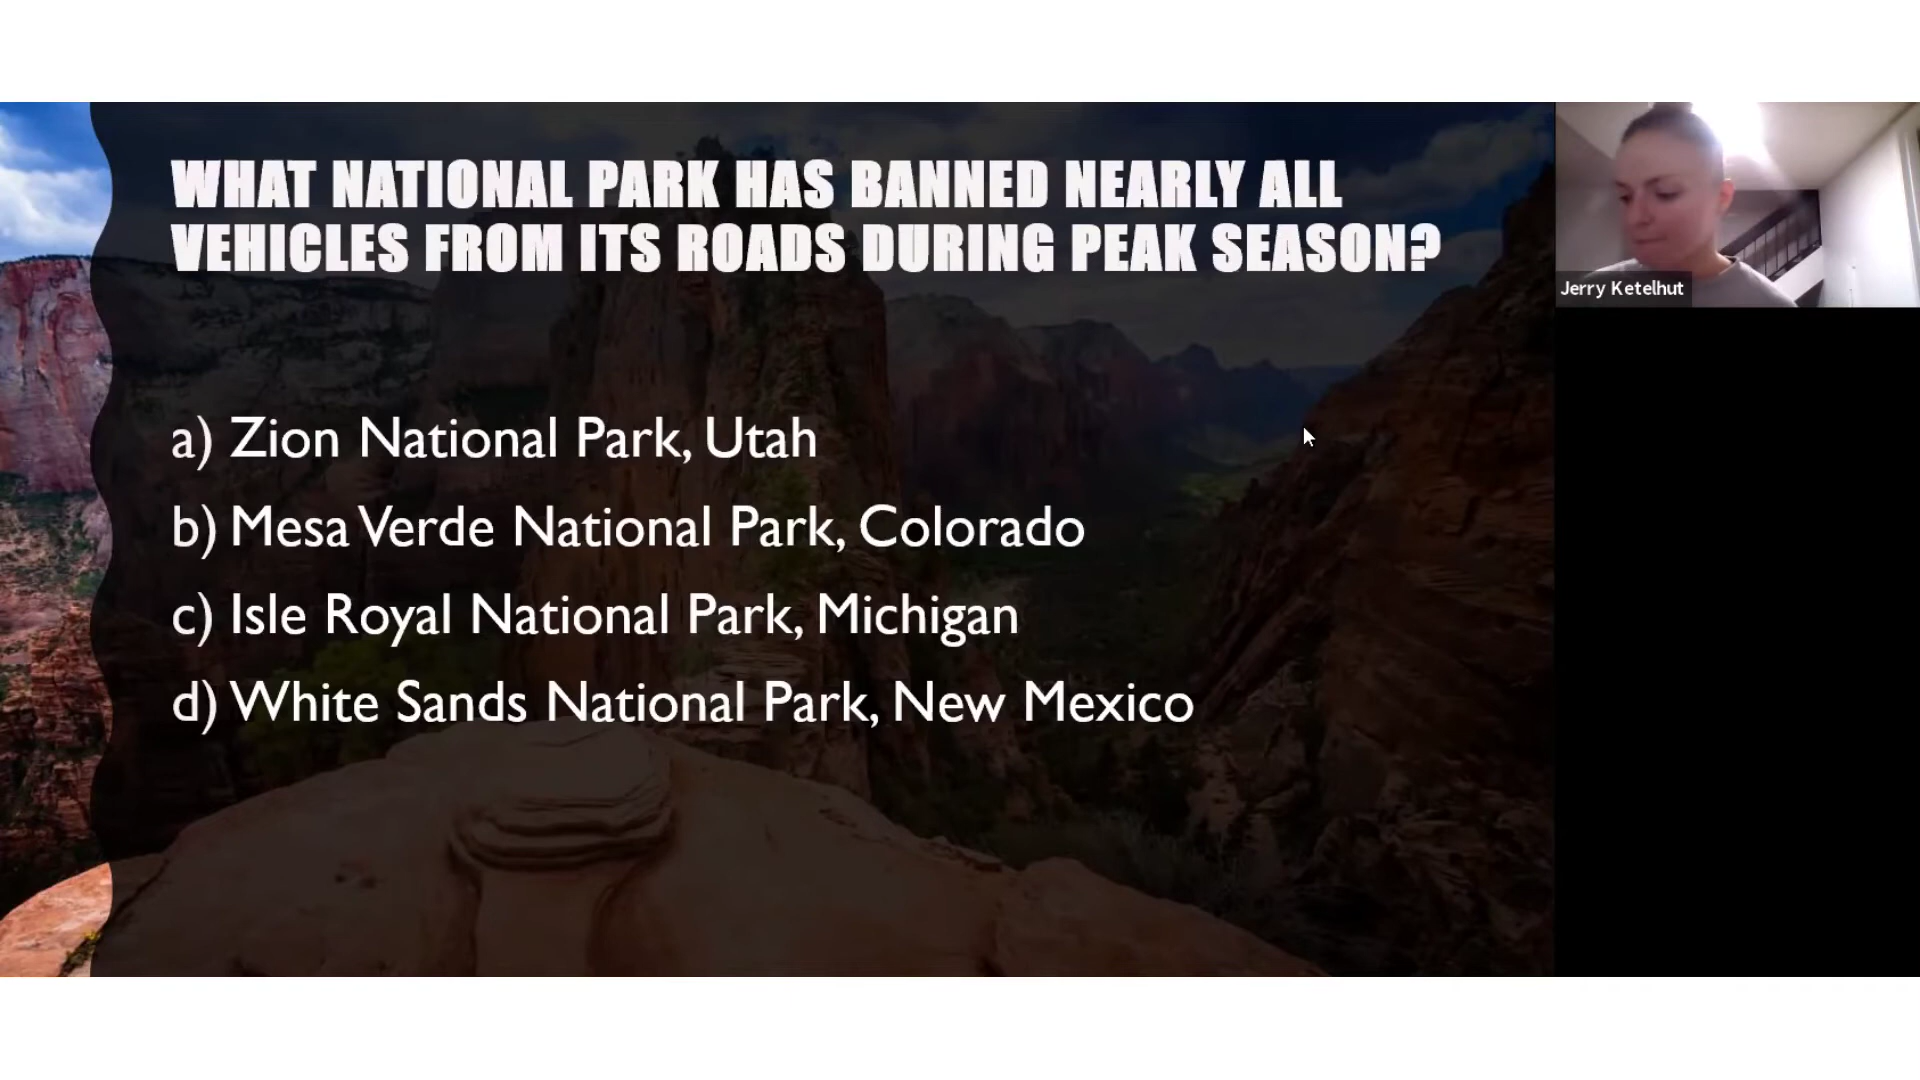 WHAT NATIONAL PARK HAS BANNED NEARLY ALL
VEHICLES FROM ITS ROADS DURING PEAK SEASON?
Jerry Ketelhut
a) Zion National Park, Utah
b) Mesa Verde National Park, Colorado
c) Isle Royal National Park, Michigan
d) White Sands National Park, New Mexico